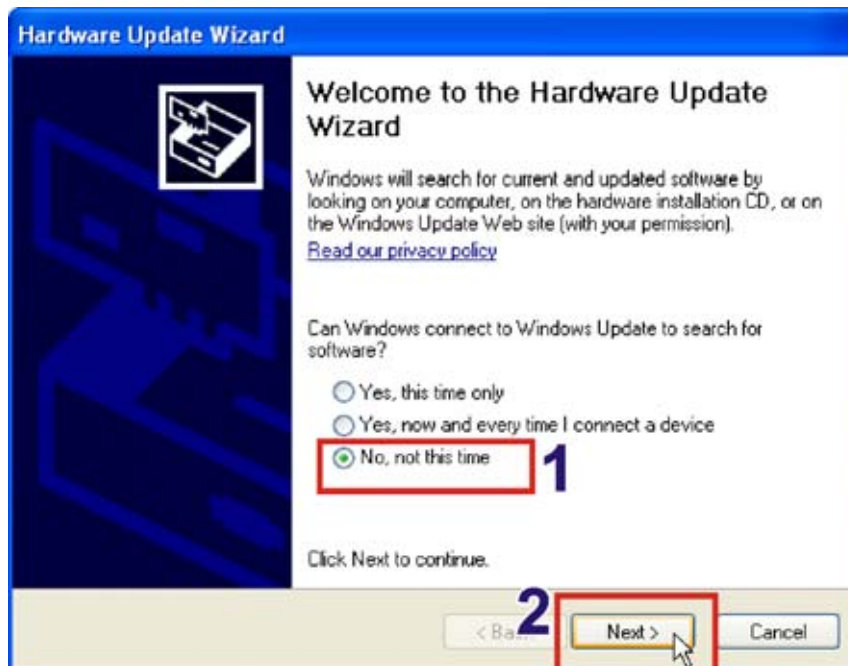 Hardware Update Wizard
Welcome to the Hardware Update
Wizard
Windows will search for current and updated software by
looking on your computer, on the hardware installation CD, or on
the Windows Update Web site (with your permission).
Read our privacy policy
Can Windows connect to Windows Update to search for
software?
Yes, this time only
Yes, now and every time I connect a device
No, not this time
1
Click Next to continue.
2
< Ba
Next >
Cancel